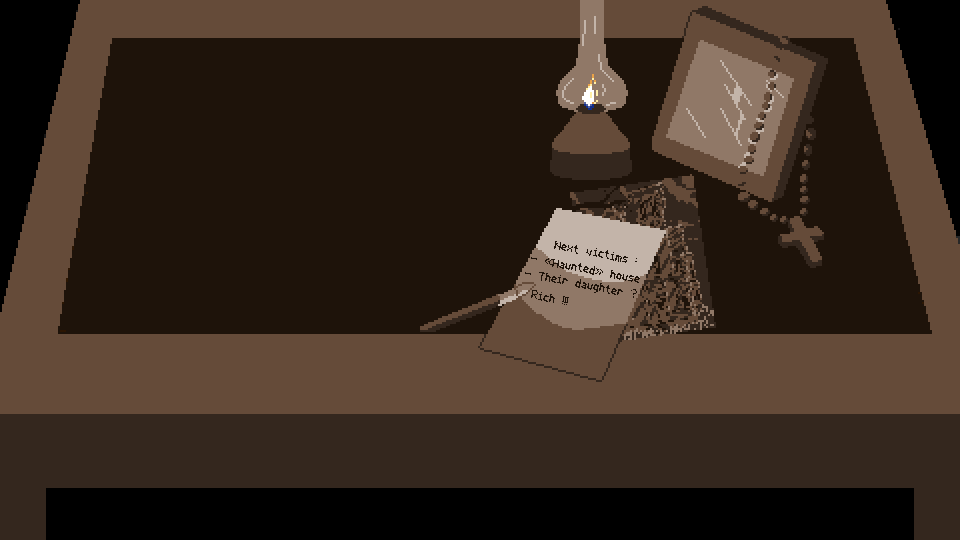 Next victims :
- «Haunted» house
- Their daughter ?
Rich !!!